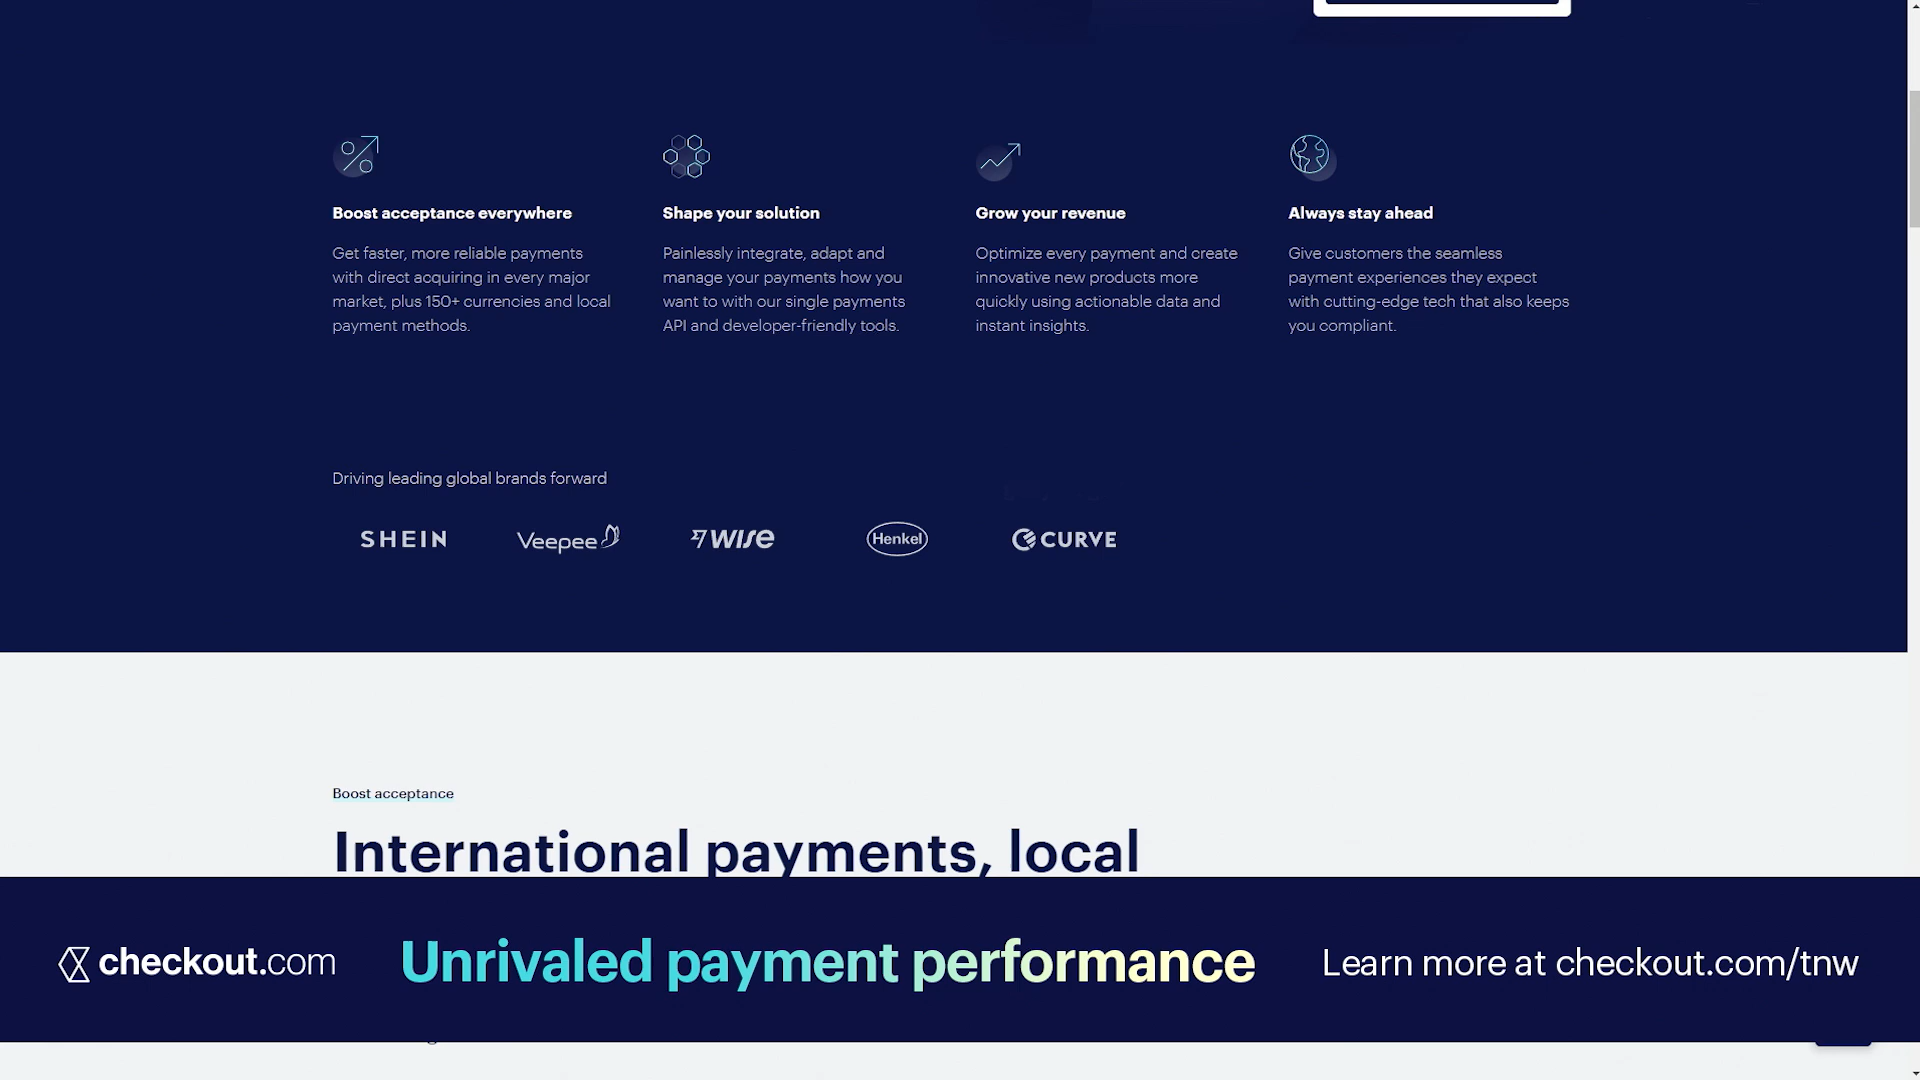 Boost acceptance everywhere
Get faster, more reliable payments
with direct acquiring in every major
market, plus 150+ currencies and local
payment methods.
Shape your solution
Painlessly integrate, adapt and
manage your payments how you
want to with our single payments
API and developer-friendly tools.
Grow your revenue
Optimize every payment and create
innovative new products more
quickly using actionable data and
instant insights.
Always stay ahead
Give customers the seamless
payment experiences they expect
with cutting-edge tech that also keeps
you compliant.
Driving leading global brands forward
SHEIN
Veepee
WISE
Henkel
CURVE
Boost acceptance
International payments, local
checkout.com
Unrivaled payment performance
Learn more at checkout.com/tnw